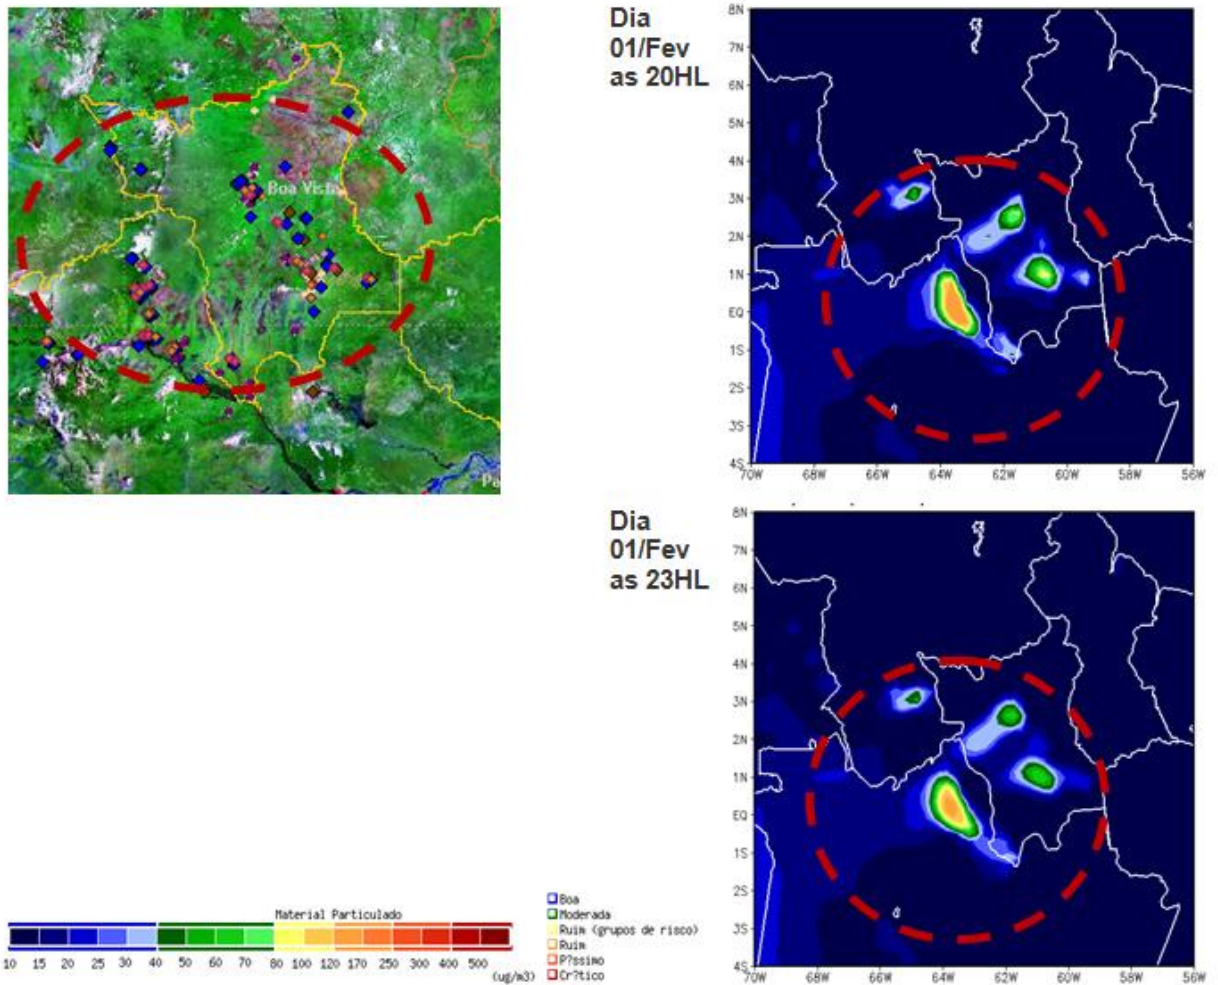 Boa Vista
Pa
Dia
01/Fev
as 20HL
8N
7N
6N
5N
4N
3N
2N
1N
EQ
1S
2S
3S
4S
70W 68W 66W 64W 62W 60W 58W 56W
Dia
01/Fev
as 23HL
8N
7N
6N
5N
4N
3N
2N
1N
EQ
1S
2S
3S
4S
70W 68W 66W 64W 62W 60W 58W 56W
Material Particulado
10 15 20 25 30 40 50 60 70 80 100 120 170 250 300 400 500
(ug/m3)
Boa
Moderada
Ruim (grupos de risco)
Ruim
P?ssimo
Cr?tico